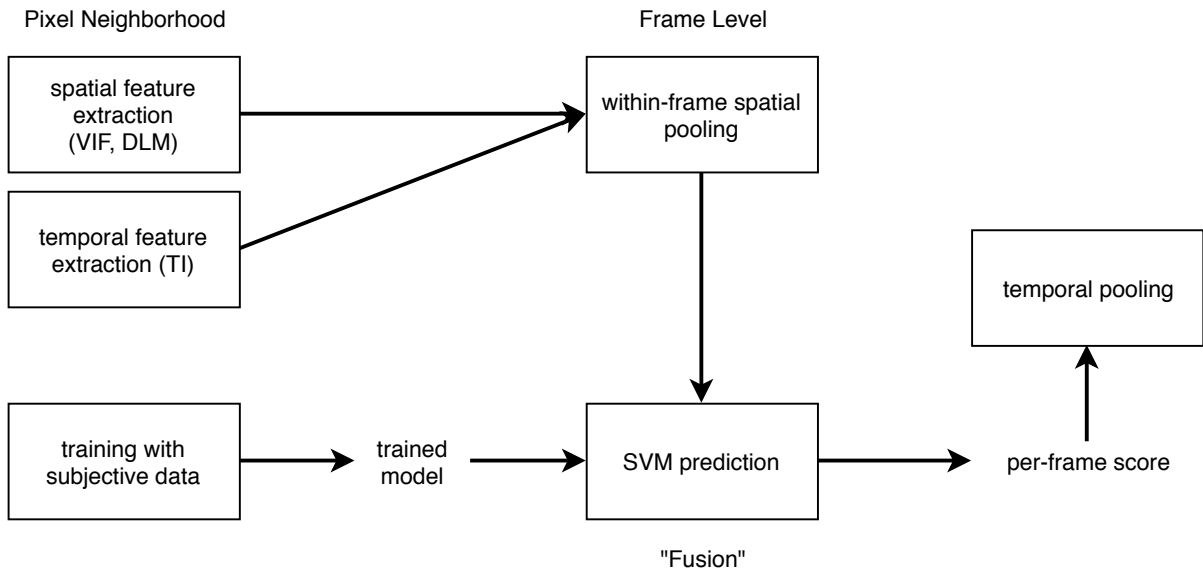 Pixel Neighborhood
Frame Level
spatial feature
extraction
(VIF, DLM)
within-frame spatial
pooling
temporal feature
extraction (TI)
temporal pooling
training with
subjective data
trained
model
SVM prediction
per-frame score
"Fusion"